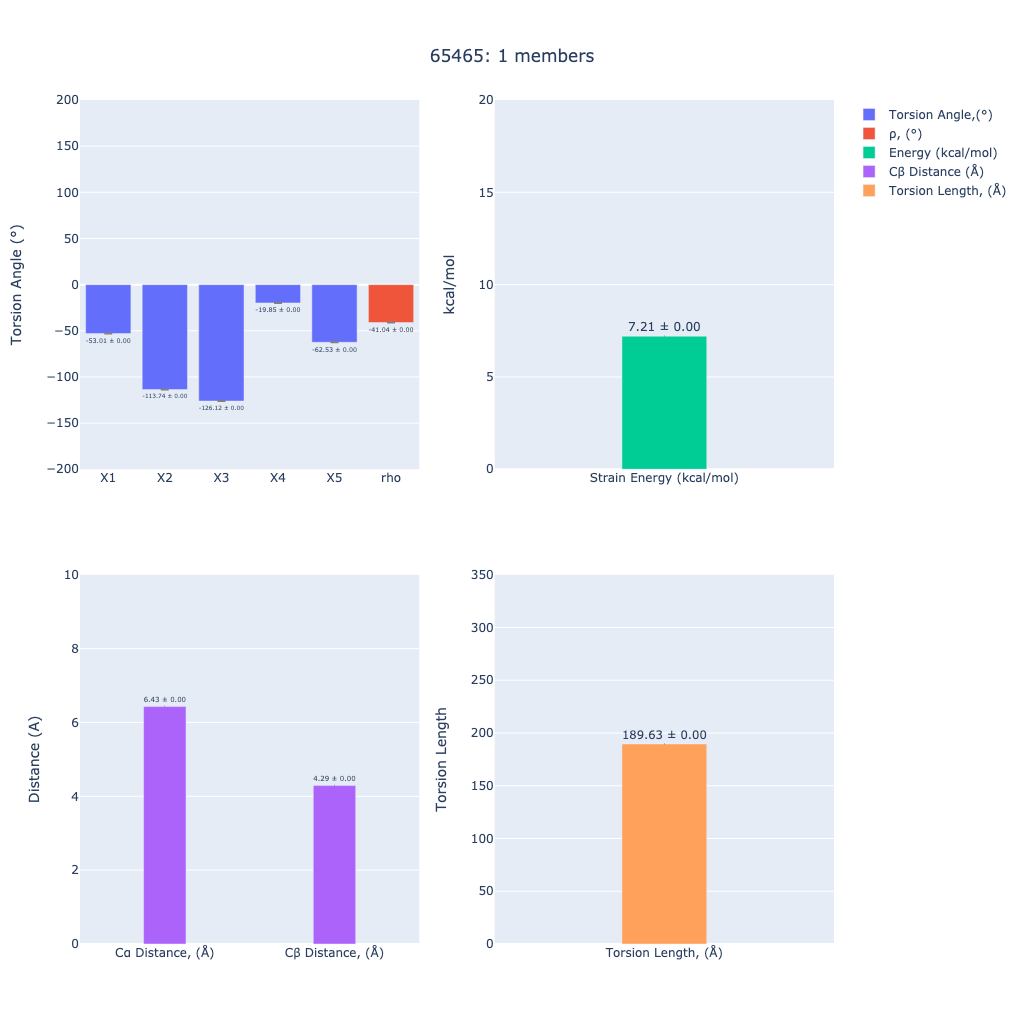 65465: 1 members
200
150
100
50
0
−50
−100
−150
−200
Torsion Angle (°)
-53.01 ± 0.00
-113.74 ± 0.00
-126.12 ± 0.00
-19.85 ± 0.00
-62.53 ± 0.00
-41.04 ± 0.00
X1 X2 X3 X4 X5 rho
20
15
10
5
0
kcal/mol
7.21 ± 0.00
Strain Energy (kcal/mol)
Torsion Angle,(°)
ρ, (°)
Energy (kcal/mol)
Cβ Distance (Å)
Torsion Length, (Å)
10
8
6
4
2
0
Distance (A)
6.43 ± 0.00
4.29 ± 0.00
Cα Distance, (Å) Cβ Distance, (Å)
350
300
250
200
150
100
50
0
Torsion Length
189.63 ± 0.00
Torsion Length, (Å)